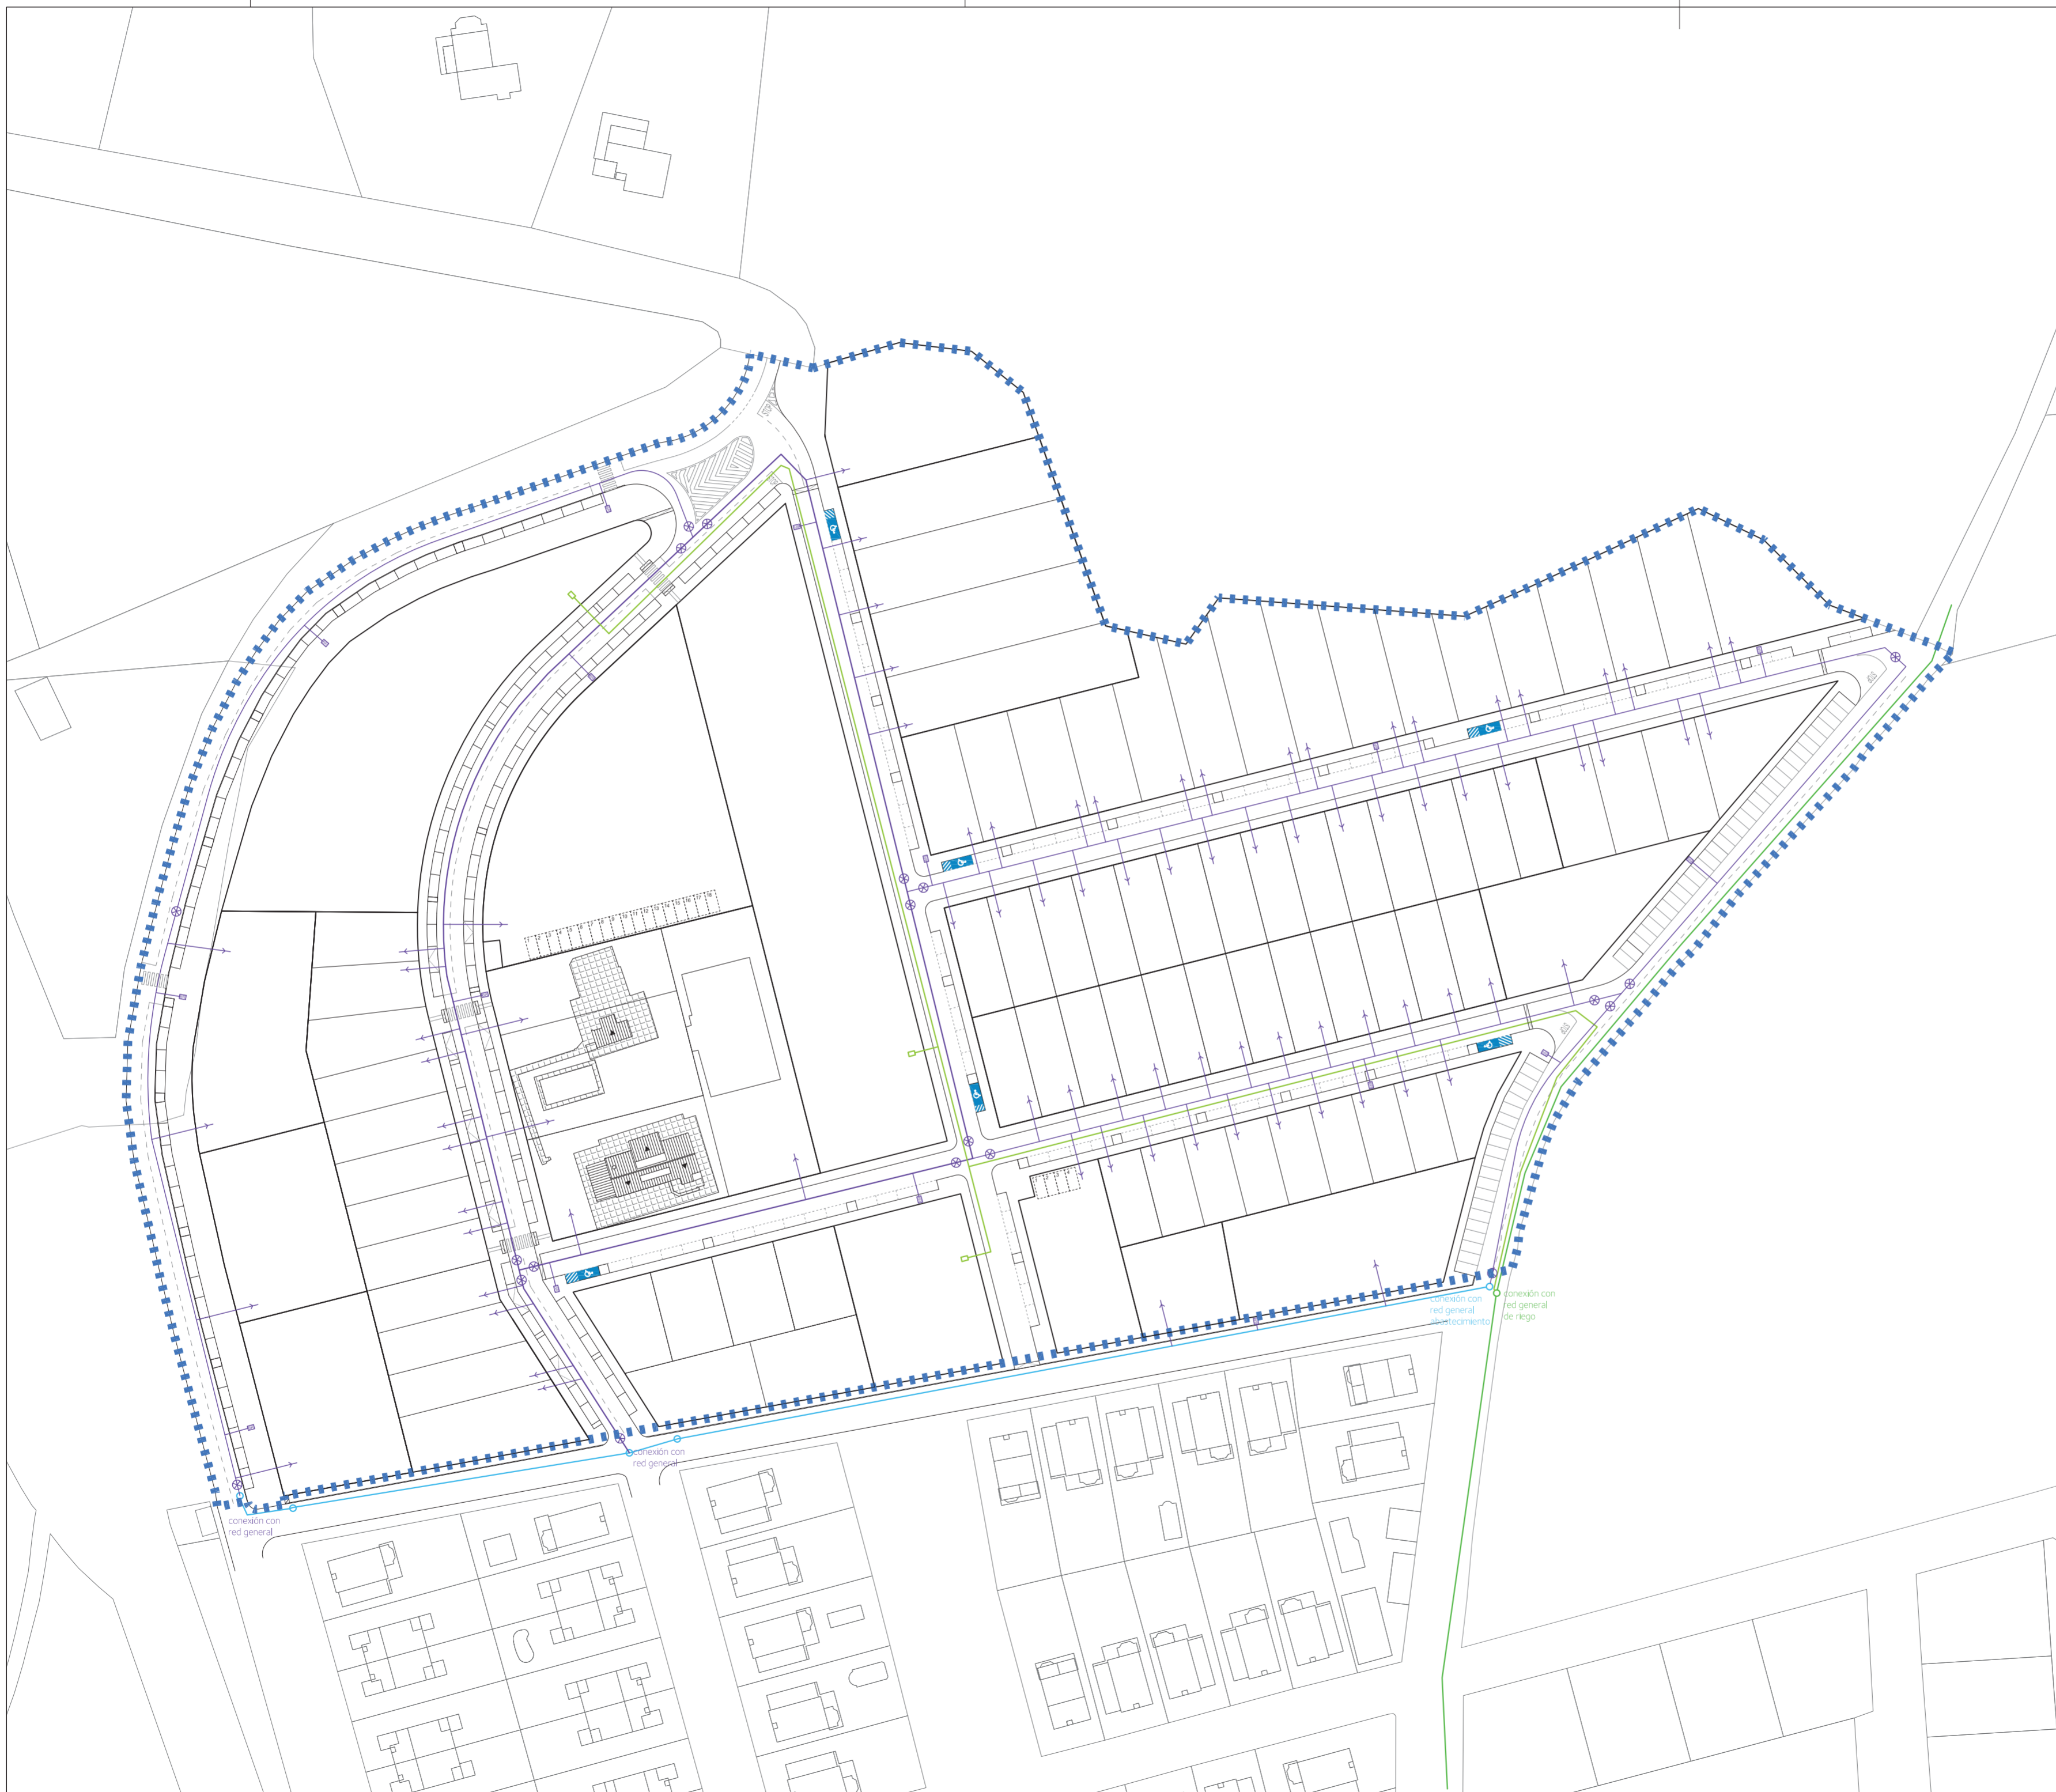 conexión con
red general
abastecimiento
conexión con
red general
de riego
conexión con
red general
conexión con
red general